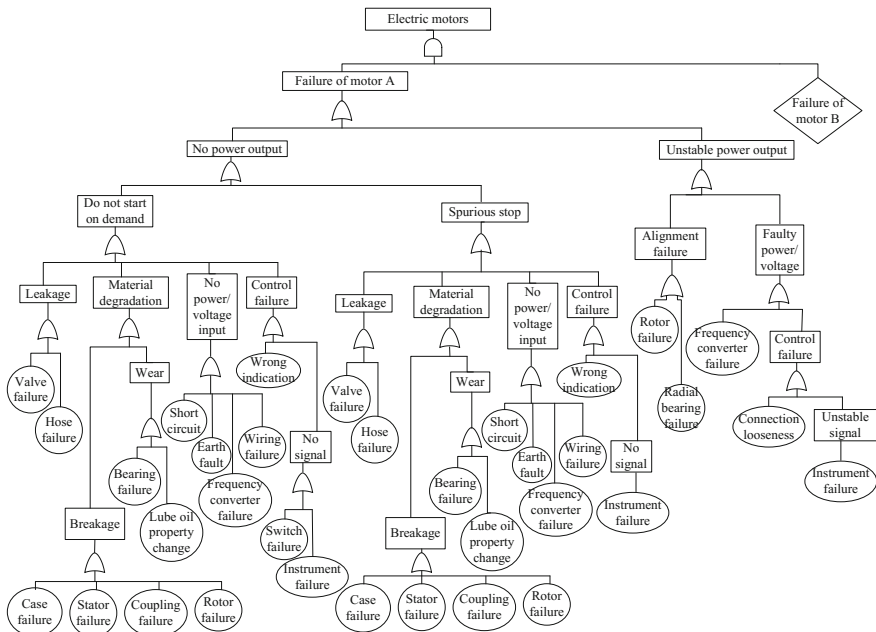 Electric motors
Failure of motor A
Failure of
motor B
No power output
Unstable power output
Do not start
on demand
Spurious stop
Alignment
failure
Faulty
power/
voltage
Leakage
Material
degradation
No
power/
voltage
input
Control
failure
Leakage
Material
degradation
No
power/
voltage
input
Control
failure
Rotor
failure
Frequency
converter
failure
Control
failure
Valve
failure
Hose
failure
Wear
Short
circuit
Earth
fault
Wiring
failure
Frequency
converter
failure
Wrong
indication
No
signal
Valve
failure
Hose
failure
Wear
Short
circuit
Earth
fault
Wiring
failure
Frequency
converter
failure
Wrong
indication
No
signal
Radial
bearing
failure
Connection
looseness
Unstable
signal
Instrument
failure
Bearing
failure
Lube oil
property
change
Switch
failure
Instrument
failure
Bearing
failure
Lube oil
property
change
Instrument
failure
Breakage
Breakage
Case
failure
Stator
failure
Coupling
failure
Rotor
failure
Case
failure
Stator
failure
Coupling
failure
Rotor
failure